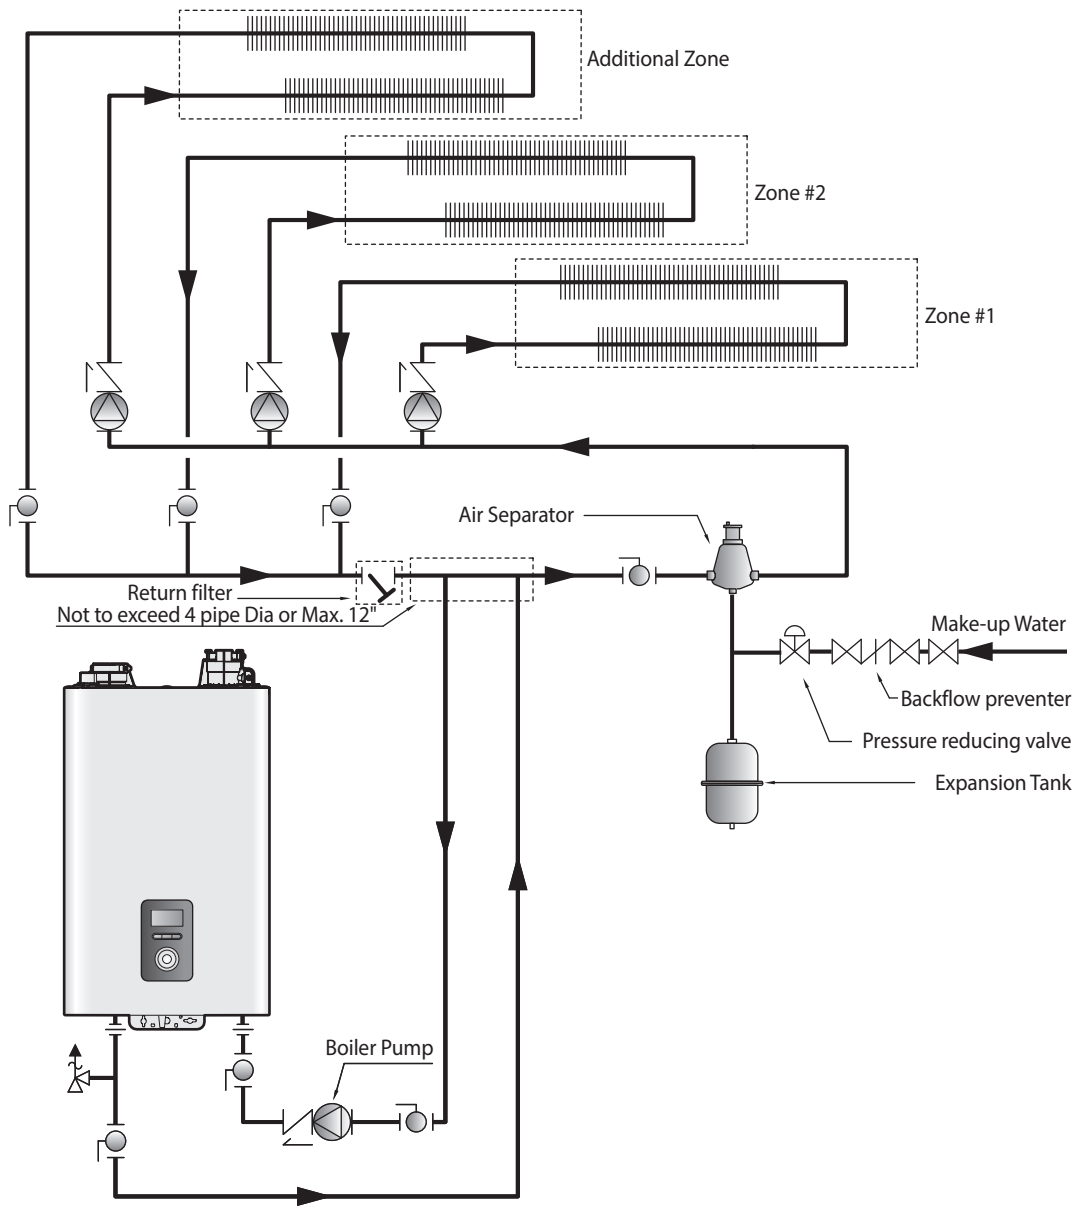 Additional Zone
Zone #2
Zone #1
Air Separator
Return filter
Not to exceed 4 pipe Dia or Max. 12"
Make-up Water
Backflow preventer
Pressure reducing valve
Expansion Tank
Boiler Pump